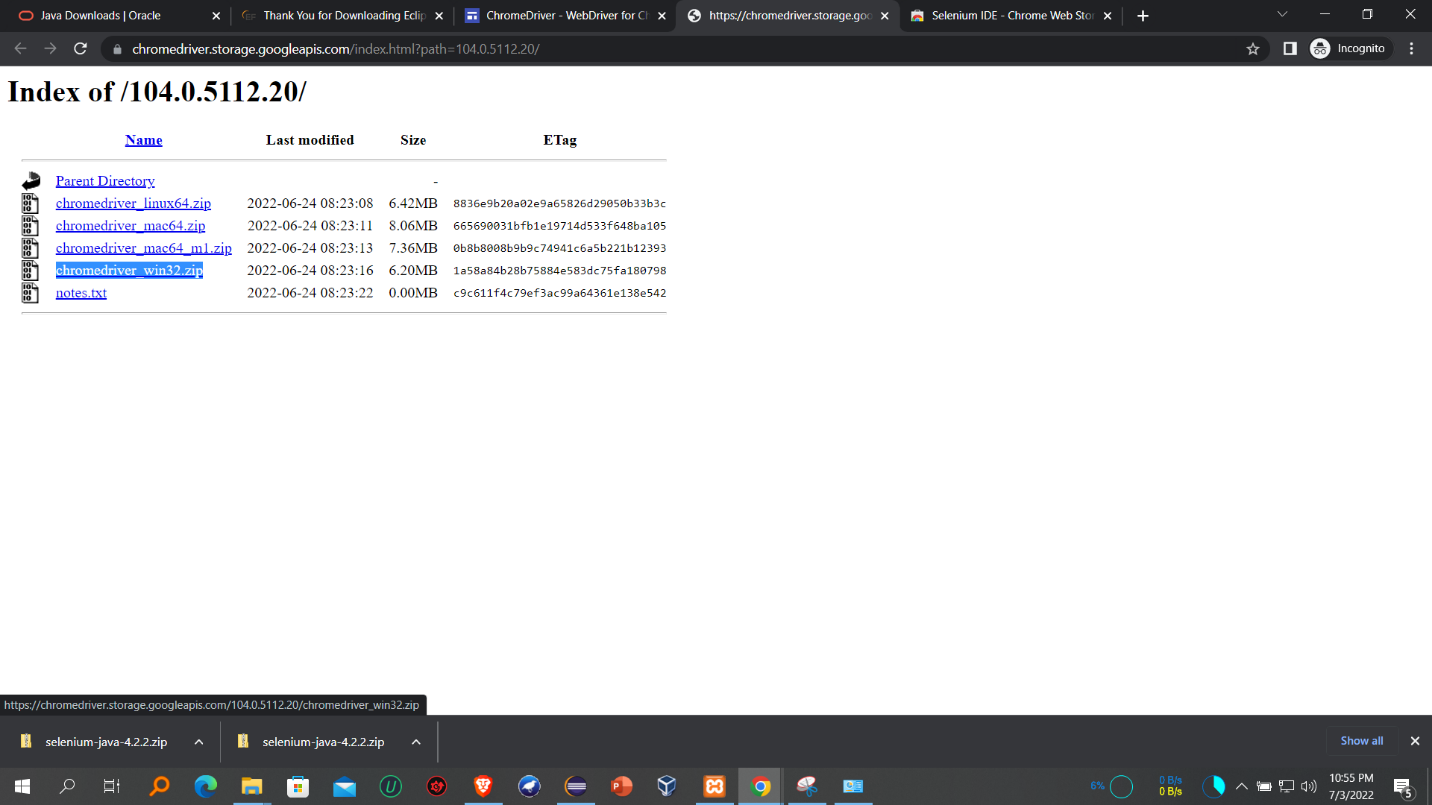 Java Downloads | Oracle
Thank You for Downloading Eclip
ChromeDriver - WebDriver for Ch
https://chromedriver.storage.goo
Selenium IDE - Chrome Web Stor
chromedriver.storage.googleapis.com/index.html?path=104.0.5112.20/
Incognito
Index of /104.0.5112.20/
Name Last modified Size ETag
Parent Directory -
chromedriver_linux64.zip 2022-06-24 08:23:08 6.42MB 8836e9b20a02e9a65826d29050b33b3c
chromedriver_mac64.zip 2022-06-24 08:23:11 8.06MB 665690031bfb1e19714d533f648ba105
chromedriver_mac64_m1.zip 2022-06-24 08:23:13 7.36MB 0b8b8008b9b9c74941c6a5b221b12393
chromedriver_win32.zip 2022-06-24 08:23:16 6.20MB 1a58a84b28b75884e583dc75fa180798
notes.txt 2022-06-24 08:23:22 0.00MB c9c611f4c79ef3ac99a64361e138e542
https://chromedriver.storage.googleapis.com/104.0.5112.20/chromedriver_win32.zip
selenium-java-4.2.2.zip
selenium-java-4.2.2.zip
Show all
6%
0 B/s
0 B/s
10:55 PM
7/3/2022
5